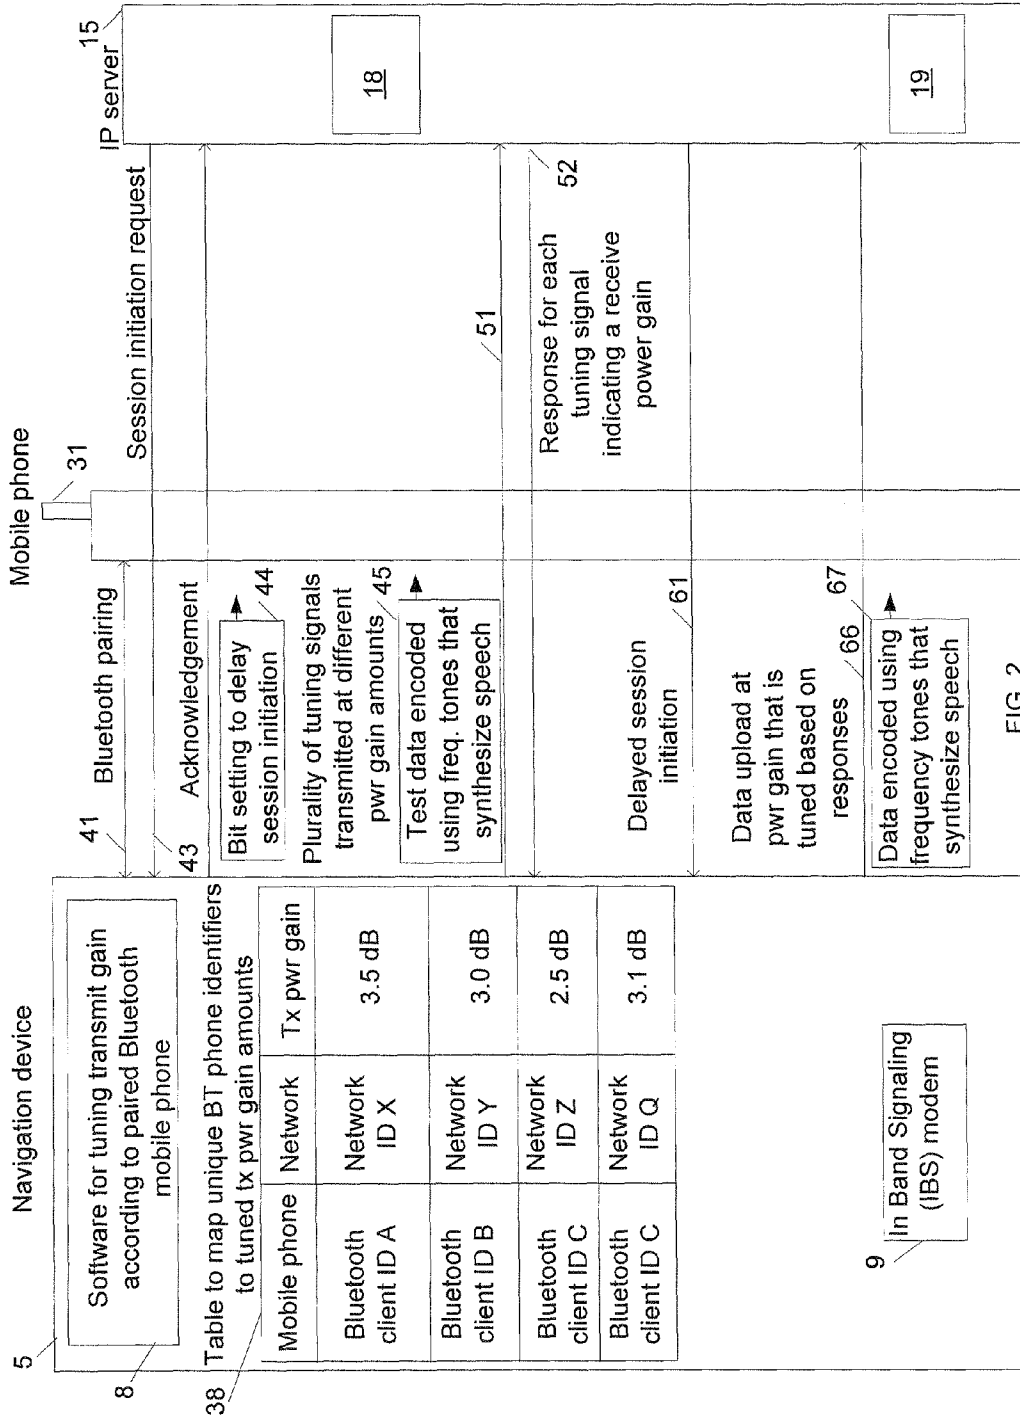 Navigation device
Mobile phone
IP server
5
31
15
8
Software for tuning transmit gain
according to paired Bluetooth
mobile phone
41
Bluetooth pairing
Session initiation request
43
Acknowledgement
Table to map unique BT phone identifiers
to tuned tx pwr gain amounts
38
Mobile phone
Network
Tx pwr gain
Bluetooth
client ID A
Network
ID X
3.5 dB
Bluetooth
client ID B
Network
ID Y
3.0 dB
Bluetooth
client ID C
Network
ID Z
2.5 dB
Bluetooth
client ID C
Network
ID Q
3.1 dB
Bit setting to delay
session initiation
44
18
Plurality of tuning signals
transmitted at different
pwr gain amounts
45
Test data encoded
using freq. tones that
synthesize speech
51
52
Response for each
tuning signal
indicating a receive
power gain
Delayed session
initiation
61
Data upload at
pwr gain that is
tuned based on
responses
66
67
Data encoded using
frequency tones that
synthesize speech
19
9
In Band Signaling
(IBS) modem
FIG. 2